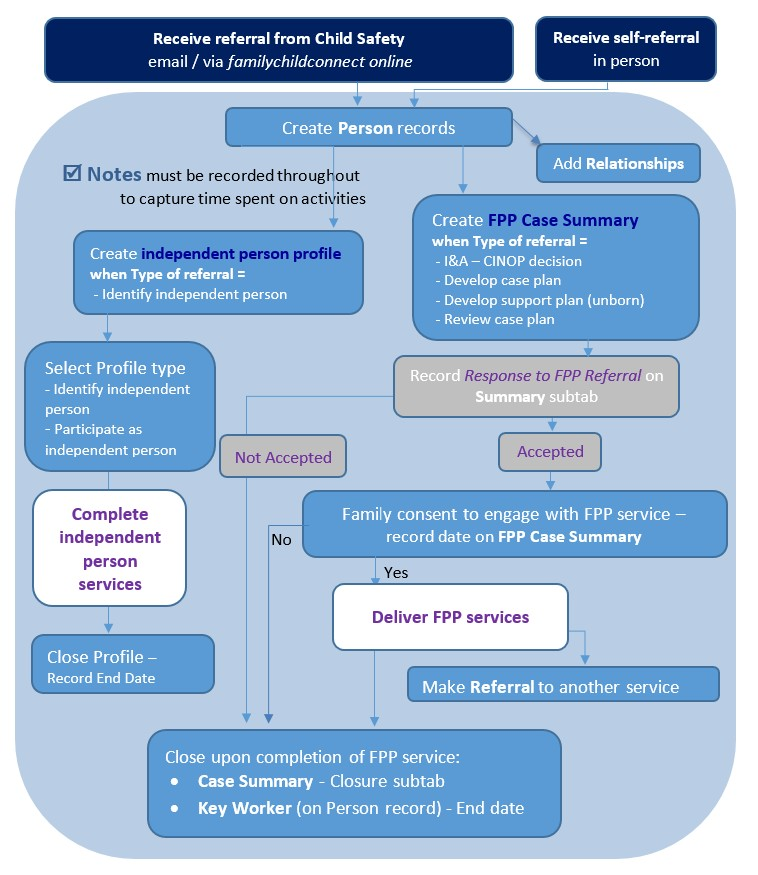 Receive referral from Child Safety
email / via familychildconnect online
Receive self-referral
in person
Create Person records
Add Relationships
☑ Notes must be recorded throughout
to capture time spent on activities
Create independent person profile
when Type of referral =
- Identify independent person
Create FPP Case Summary
when Type of referral =
- I&A – CINOP decision
- Develop case plan
- Develop support plan (unborn)
- Review case plan
Select Profile type
- Identify independent
person
- Participate as
independent person
Record Response to FPP Referral on
Summary subtab
Not Accepted
Accepted
Complete
independent
person
services
Family consent to engage with FPP service –
record date on FPP Case Summary
No
Yes
Deliver FPP services
Close Profile –
Record End Date
Make Referral to another service
Close upon completion of FPP service:
• Case Summary - Closure subtab
• Key Worker (on Person record) - End date